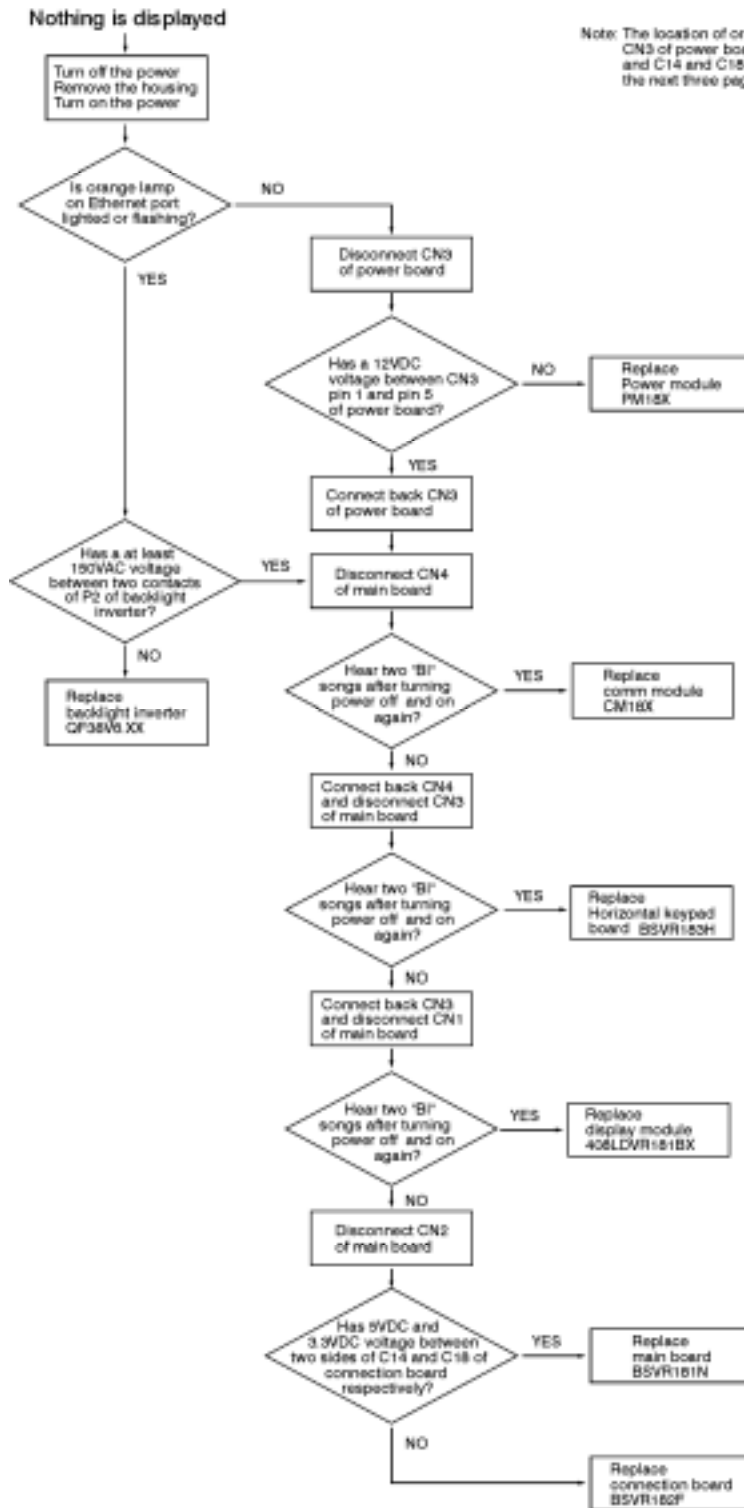 Nothing is displayed
Note: The location of or
CN3 of power boa
and C14 and C18
the next three pag
Turn off the power
Remove the housing
Turn on the power
Is orange lamp
on Ethernet port
lighted or flashing?
NO
YES
Disconnect CN3
of power board
Has a 12VDC
voltage between CN3
pin 1 and pin 5
of power board?
NO
Replace
Power module
PM18X
YES
Connect back CN3
of power board
Has a at least
150VAC voltage
between two contacts
of P2 of backlight
inverter?
YES
Disconnect CN4
of main board
NO
Replace
backlight inverter
Hear two "BI"
songs after turning
power off and on
again?
YES
Replace
comm module
CM18X
NO
Connect back CN4
and disconnect CN3
of main board
Hear two "BI"
songs after turning
power off and on
again?
YES
Replace
Horizontal keypad
board BSVR183H
NO
Connect back CN3
and disconnect CN1
of main board
Hear two "BI"
songs after turning
power off and on
again?
YES
Replace
display module
408LDVR181BX
NO
Disconnect CN2
of main board
Has 5VDC and
3.3VDC voltage between
two sides of C14 and C18 of
connection board
respectively?
YES
Replace
main board
BSVR181N
NO
Replace
connection board
BSVR182F